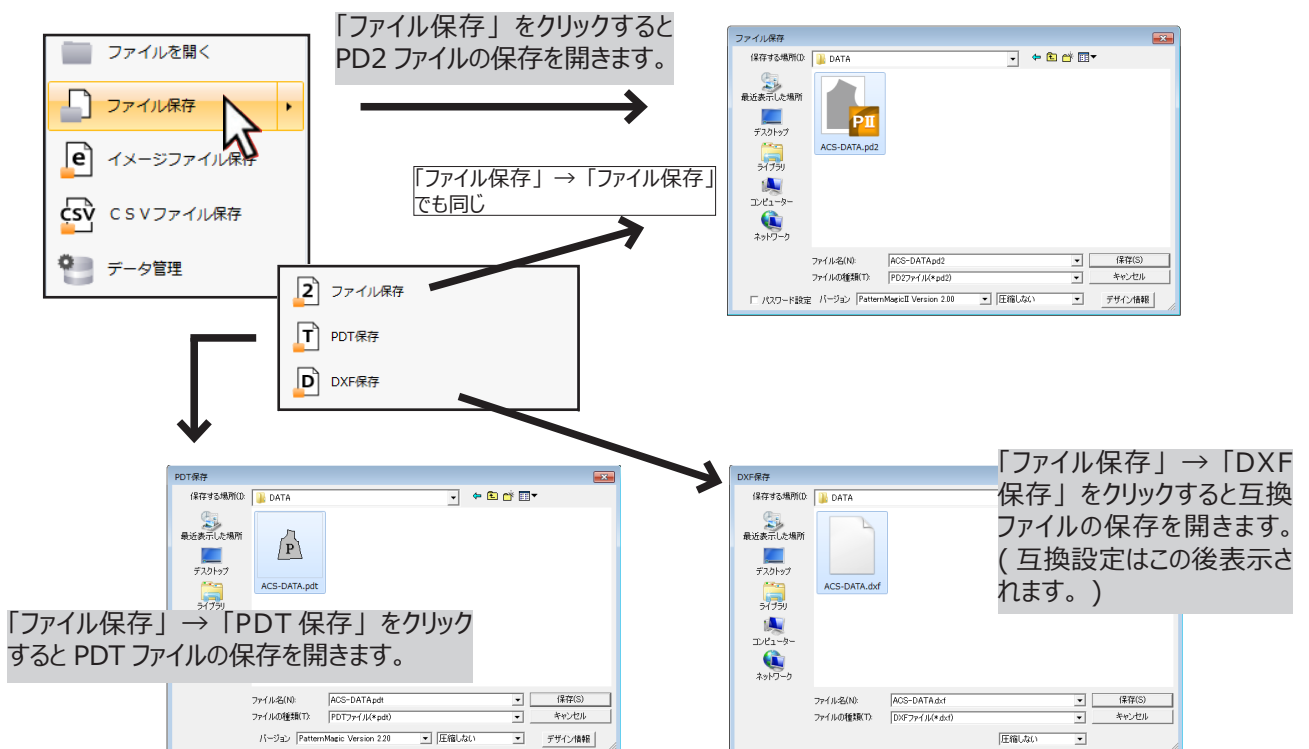 「ファイル保存」をクリックすると
PD2 ファイルの保存を開きます。
ファイルを開く
ファイル保存
イメージファイル保存
CSV
ＣＳＶファイル保存
データ管理
「ファイル保存」→「ファイル保存」
でも同じ
2 ファイル保存
T PDT保存
D DXF保存
ファイル保存
保存する場所(I):
DATA
最近表示した場所
デスクトップ
ライブラリ
コンピューター
ネットワーク
PII
ACS-DATA.pd2
ファイル名(N):
ACS-DATA.pd2
保存(S)
ファイルの種類(T):
PD2ファイル(*.pd2)
キャンセル
パスワード設定
バージョン
PatternMagicII Version 2.00
圧縮しない
デザイン情報
PDT保存
保存する場所(I):
DATA
最近表示した場所
デスクトップ
ライブラリ
P
ACS-DATA.pdt
「ファイル保存」→「PDT 保存」をクリック
すると PDT ファイルの保存を開きます。
ファイル名(N):
ACS-DATA.pdt
保存(S)
ファイルの種類(T):
PDTファイル(*.pdt)
キャンセル
バージョン
PatternMagic Version 2.20
圧縮しない
デザイン情報
DXF保存
保存する場所(I):
DATA
最近表示した場所
デスクトップ
ライブラリ
コンピューター
ネットワーク
ACS-DATA.dxf
「ファイル保存」→「DXF
保存」をクリックすると互換
ファイルの保存を開きます。
( 互換設定はこの後表示さ
れます。)
ファイル名(N):
ACS-DATA.dxf
保存(S)
ファイルの種類(T):
DXFファイル(*.dxf)
キャンセル
圧縮しない